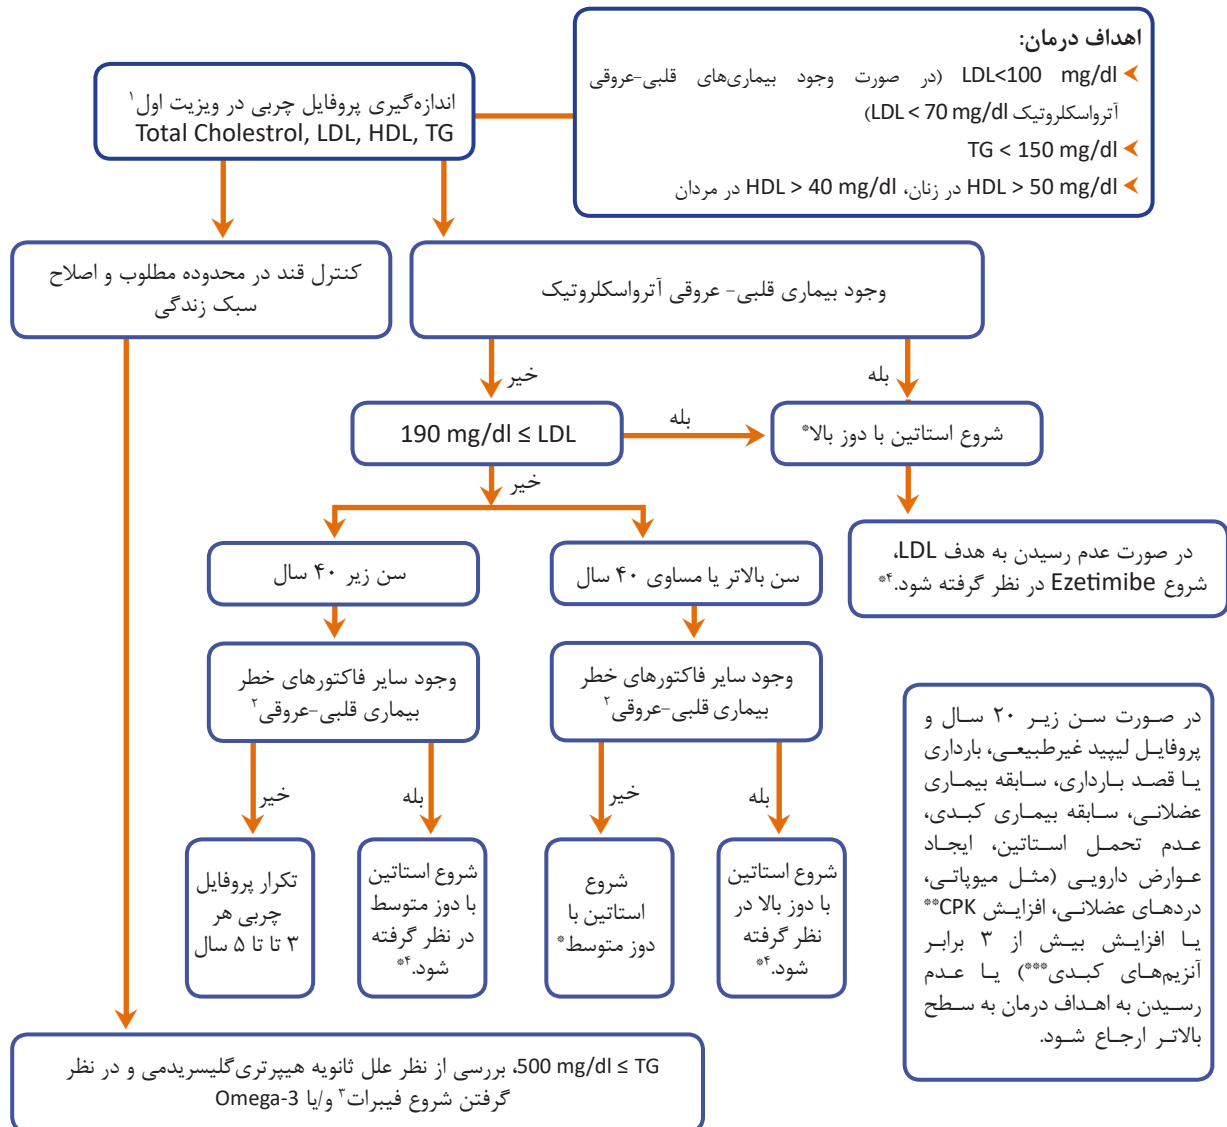 اهداف درمان:
LDL<100 mg/dl (در صورت وجود بیماری‌های قلبی-عروقی
آترواسکلروتیک LDL < 70 mg/dl)
TG < 150 mg/dl
HDL > 50 mg/dl در زنان، HDL > 40 mg/dl در مردان
اندازه‌گیری پروفایل چربی در ویزیت اول۱
Total Cholestrol, LDL, HDL, TG
وجود بیماری قلبی- عروقی آترواسکلروتیک
کنترل قند در محدوده مطلوب و اصلاح
سبک زندگی
بله
خیر
شروع استاتین با دوز بالا*
بله
190 mg/dl ≤ LDL
خیر
در صورت عدم رسیدن به هدف LDL،
شروع Ezetimibe در نظر گرفته شود.۴*
سن بالاتر یا مساوی ۴۰ سال
سن زیر ۴۰ سال
وجود سایر فاکتورهای خطر
بیماری قلبی-عروقی۲
وجود سایر فاکتورهای خطر
بیماری قلبی-عروقی۲
بله
خیر
بله
خیر
شروع استاتین
با دوز بالا در
نظر گرفته
شود.۴*
شروع
استاتین با
دوز متوسط*
شروع استاتین
با دوز متوسط
در نظر گرفته
شود.۴*
تکرار پروفایل
چربی هر
۳ تا تا ۵ سال
در صورت سن زیر ۲۰ سال و
پروفایل لیپید غیرطبیعی، بارداری
یا قصد بارداری، سابقه بیماری
عضلانی، سابقه بیماری کبدی،
عدم تحمل استاتین، ایجاد
عوارض دارویی (مثل میوپاتی،
دردهای عضلانی، افزایش CPK**
یا افزایش بیش از ۳ برابر
آنزیم‌های کبدی***) یا عدم
رسیدن به اهداف درمان به سطح
بالاتر ارجاع شود.
500 mg/dl ≤ TG، بررسی از نظر علل ثانویه هیپرتری‌گلیسریدمی و در نظر
گرفتن شروع فیبرات۳ و/یا Omega-3